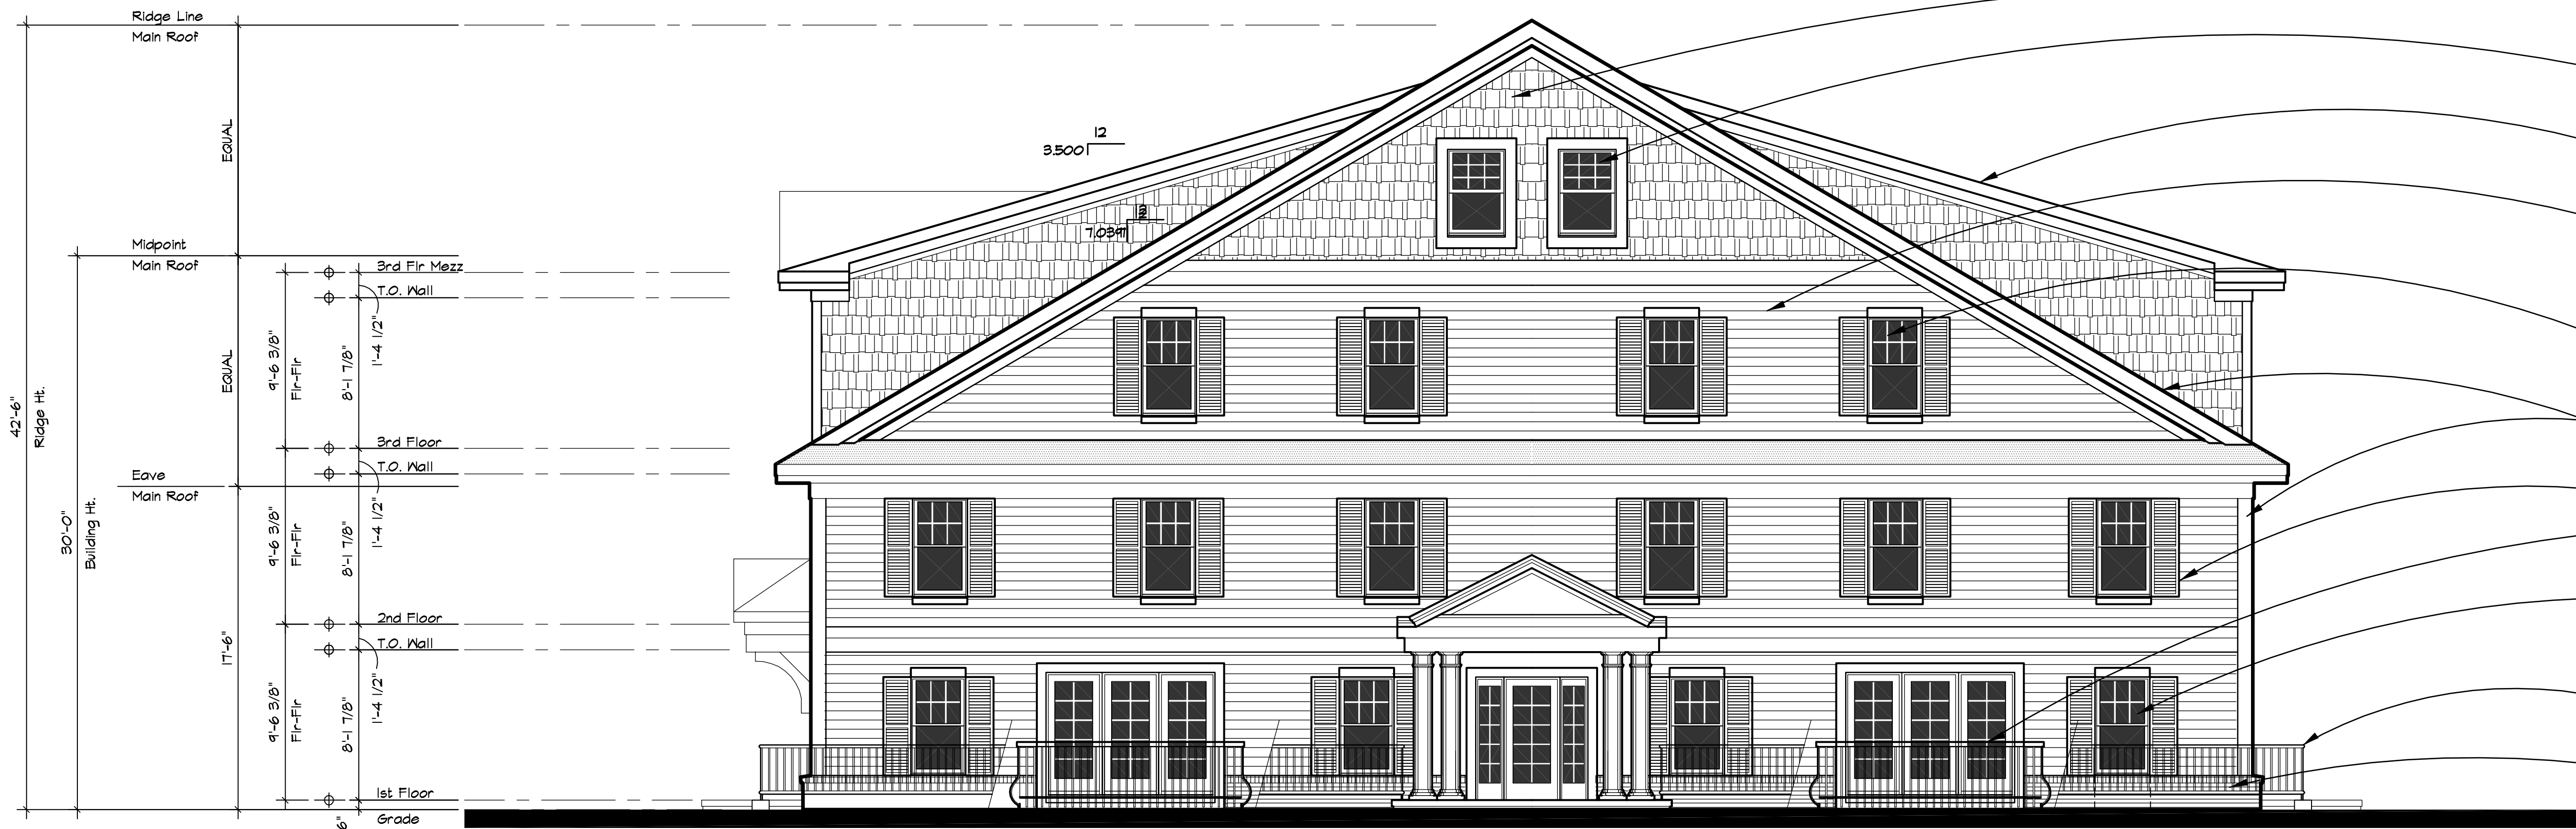 Ridge Line
Main Roof
EQUAL
12
3.500
12
7.0397
Midpoint
Main Roof
3rd Flr Mezz
T.O. Wall
1'-4 1/2"
9'-6 3/8"
Flr-Flr
8'-1 7/8"
EQUAL
42'-6"
Ridge Ht.
3rd Floor
T.O. Wall
Eave
Main Roof
1'-4 1/2"
30'-0"
Building Ht.
9'-6 3/8"
Flr-Flr
8'-1 7/8"
2nd Floor
T.O. Wall
17'-6"
1'-4 1/2"
9'-6 3/8"
Flr-Flr
8'-1 7/8"
1st Floor
Grade